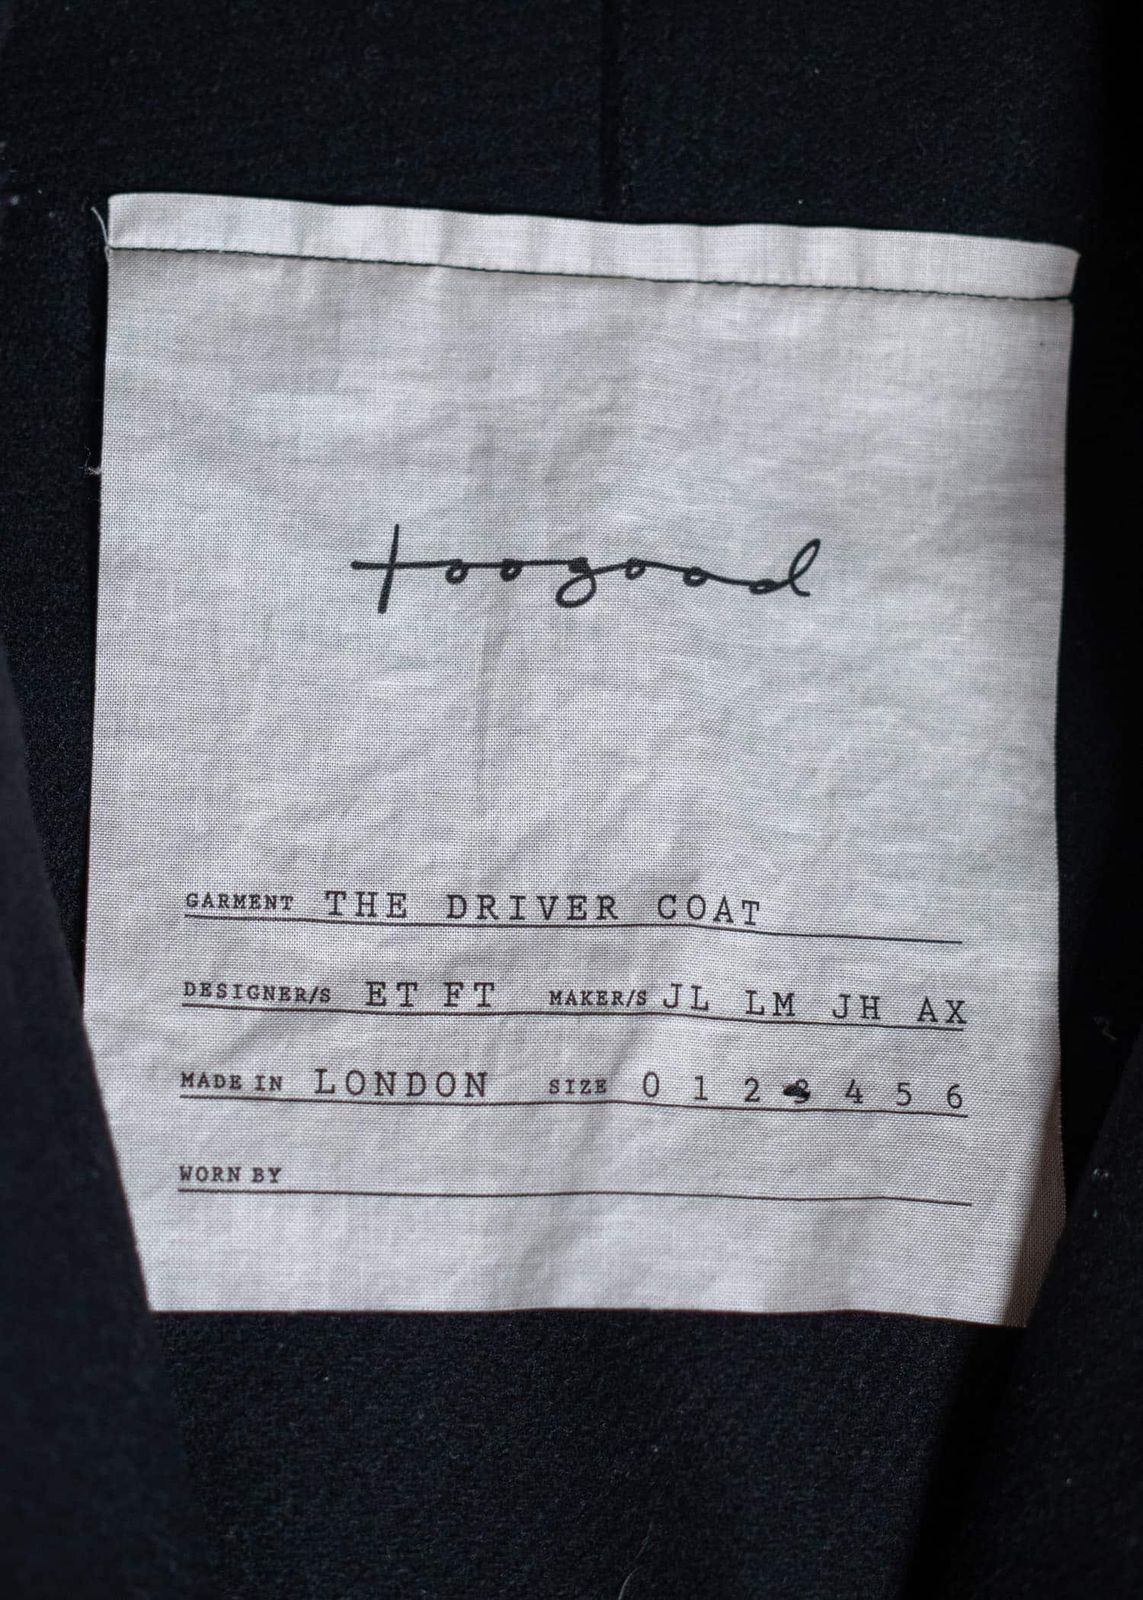 toogood
GARMENT THE DRIVER COAT
DESIGNER/S ET FT MAKER/S JL LM JH AX
MADE IN LONDON SIZE 0 1 2 3 4 5 6
WORN BY